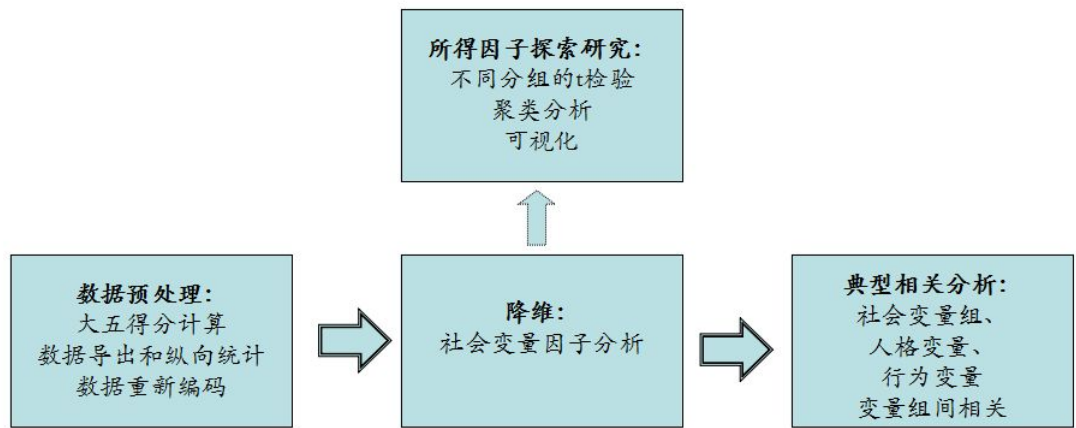 所得因子探索研究：
不同分组的t检验
聚类分析
可视化
数据预处理：
大五得分计算
数据导出和纵向统计
数据重新编码
降维：
社会变量因子分析
典型相关分析：
社会变量组、
人格变量、
行为变量
变量组间相关